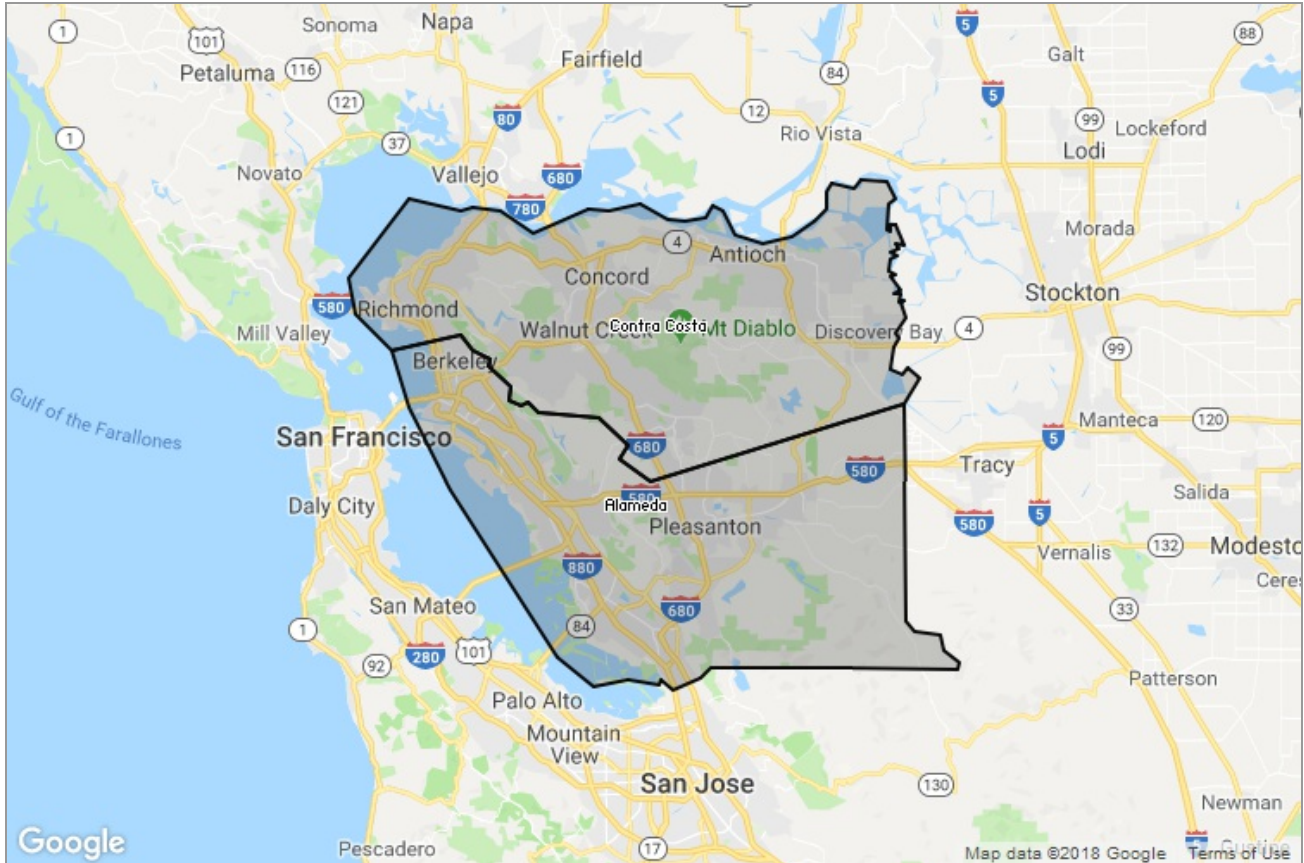 1
101
Sonoma
Napa
5
88
Petaluma
116
Fairfield
Galt
84
121
80
12
5
99
Lockeford
1
37
Rio Vista
Lodi
Novato
Vallejo
680
780
Morada
4
Antioch
Concord
Stockton
580
Richmond
Mill Valley
Walnut Creek
Contra Costa
Mt Diablo
Discovery Bay
4
99
Berkeley
Gulf of the Farallones
San Francisco
680
Manteca
120
5
580
Tracy
580
Alameda
Daly City
Pleasanton
Salida
5
580
Vernalis
132
Modesto
880
Ceres
San Mateo
680
33
1
84
92
280
101
Palo Alto
Patterson
Mountain
View
San Jose
130
Newman
Google
Pescadero
17
Gustine
Map data ©2018 Google
Terms of Use